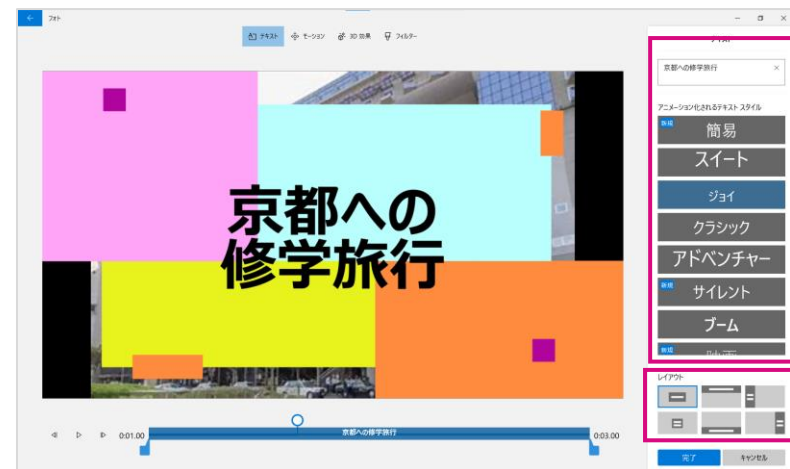 フォト
テキスト モーション 3D 効果 フィルター
京都への修学旅行
アニメーション化されるテキスト スタイル
新規
簡易
スイート
ジョイ
クラシック
アドベンチャー
新規
サイレント
ブーム
新規
京都への
修学旅行
レイアウト
0:01.00
京都への修学旅行
0:03.00
完了 キャンセル